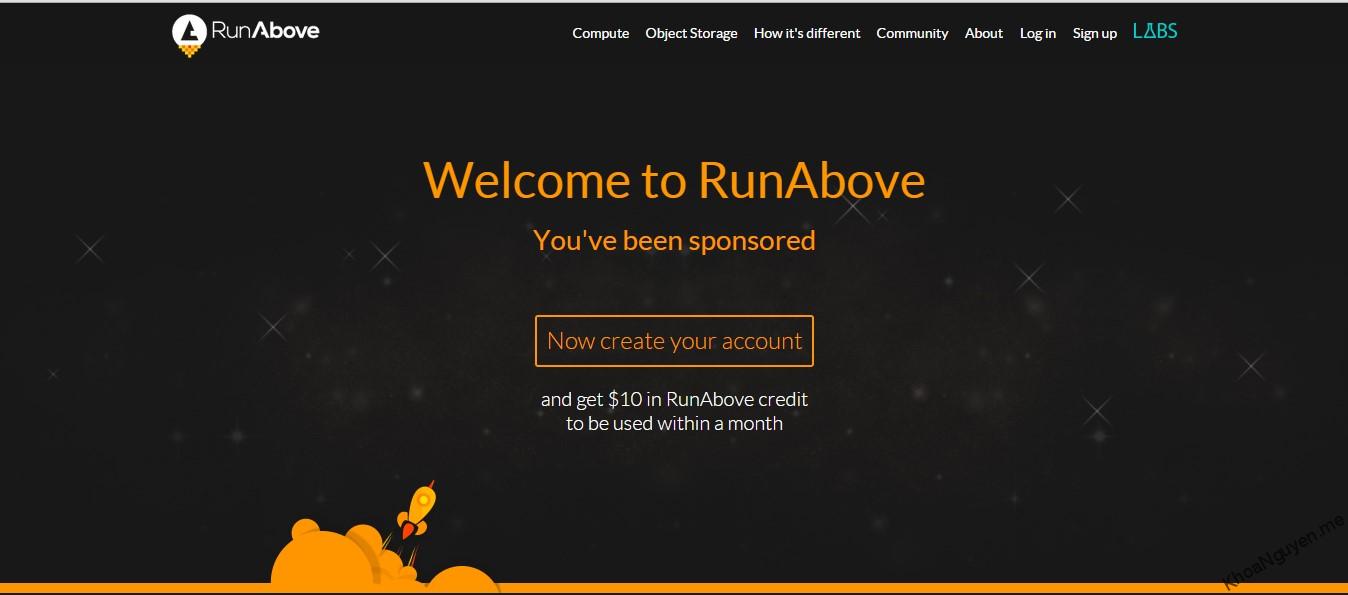 RunAbove
Compute Object Storage How it's different Community About Log in Sign up LABS
Welcome to RunAbove
You've been sponsored
Now create your account
and get $10 in RunAbove credit
to be used within a month
KhoaNguyen.me